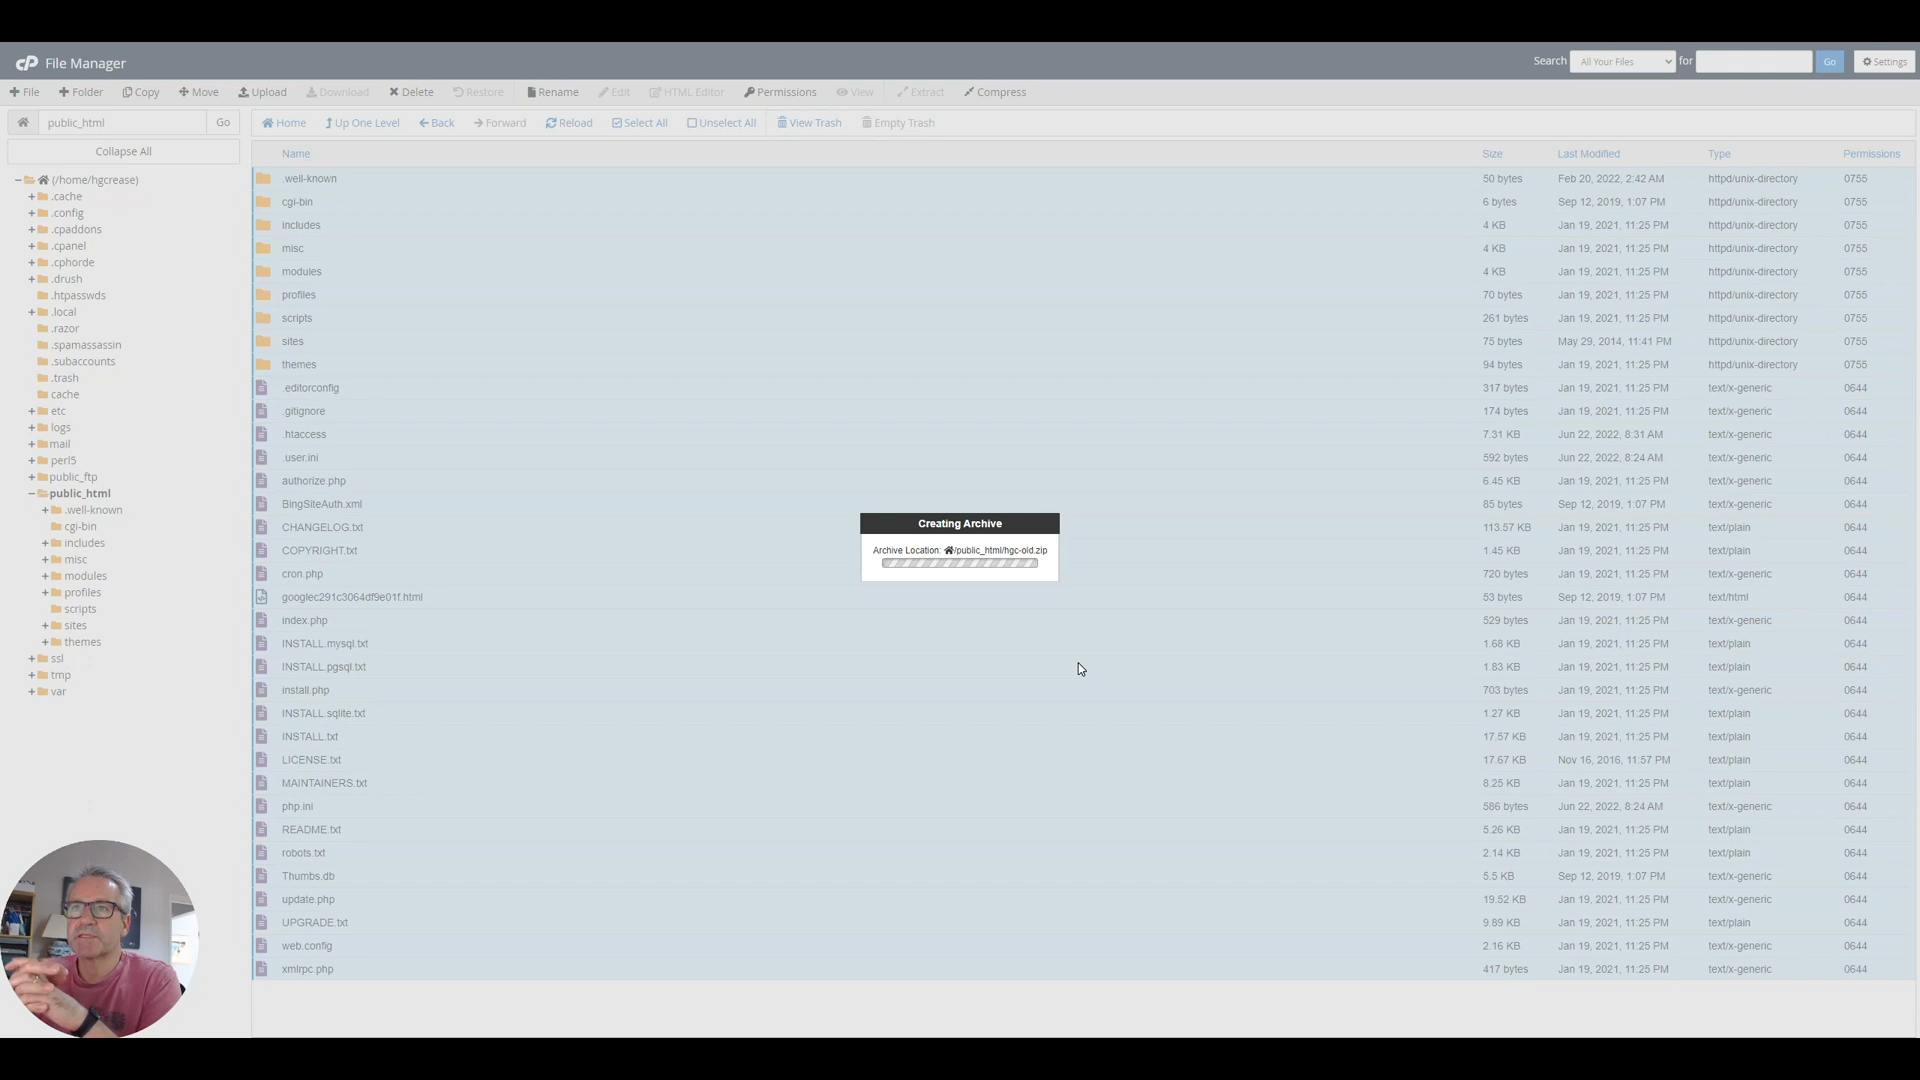 cP File Manager
Search All Your Files for Go Settings
File Folder Copy Move Upload Download Delete Restore Rename Edit HTML Editor Permissions View Extract Compress
public_html Go
Home Up One Level Back Forward Reload Select All Unselect All View Trash Empty Trash
Collapse All
(/home/hgcrease)
.cache
.config
.cpaddons
.cpanel
.cphorde
.drush
.htpasswds
.local
.razor
.spamassassin
.subaccounts
.trash
cache
etc
logs
mail
perl5
public_ftp
public_html
.well-known
cgi-bin
includes
misc
modules
profiles
scripts
sites
themes
ssl
tmp
var
Name Size Last Modified Type Permissions
.well-known 50 bytes Feb 20, 2022, 2:42 AM httpd/unix-directory 0755
cgi-bin 6 bytes Sep 12, 2019, 1:07 PM httpd/unix-directory 0755
includes 4 KB Jan 19, 2021, 11:25 PM httpd/unix-directory 0755
misc 4 KB Jan 19, 2021, 11:25 PM httpd/unix-directory 0755
modules 4 KB Jan 19, 2021, 11:25 PM httpd/unix-directory 0755
profiles 70 bytes Jan 19, 2021, 11:25 PM httpd/unix-directory 0755
scripts 261 bytes Jan 19, 2021, 11:25 PM httpd/unix-directory 0755
sites 75 bytes May 29, 2014, 11:41 PM httpd/unix-directory 0755
themes 94 bytes Jan 19, 2021, 11:25 PM httpd/unix-directory 0755
.editorconfig 317 bytes Jan 19, 2021, 11:25 PM text/x-generic 0644
.gitignore 174 bytes Jan 19, 2021, 11:25 PM text/x-generic 0644
.htaccess 7.31 KB Jun 22, 2022, 8:31 AM text/x-generic 0644
.user.ini 592 bytes Jun 22, 2022, 8:24 AM text/x-generic 0644
authorize.php 6.45 KB Jan 19, 2021, 11:25 PM text/x-generic 0644
BingSiteAuth.xml 85 bytes Sep 12, 2019, 1:07 PM text/x-generic 0644
CHANGELOG.txt 113.57 KB Jan 19, 2021, 11:25 PM text/plain 0644
COPYRIGHT.txt 1.45 KB Jan 19, 2021, 11:25 PM text/plain 0644
cron.php 720 bytes Jan 19, 2021, 11:25 PM text/x-generic 0644
googlec291c3064df9e01f.html 53 bytes Sep 12, 2019, 1:07 PM text/html 0644
index.php 529 bytes Jan 19, 2021, 11:25 PM text/x-generic 0644
INSTALL.mysql.txt 1.68 KB Jan 19, 2021, 11:25 PM text/plain 0644
INSTALL.pgsql.txt 1.83 KB Jan 19, 2021, 11:25 PM text/plain 0644
install.php 703 bytes Jan 19, 2021, 11:25 PM text/x-generic 0644
INSTALL.sqlite.txt 1.27 KB Jan 19, 2021, 11:25 PM text/plain 0644
INSTALL.txt 17.57 KB Jan 19, 2021, 11:25 PM text/plain 0644
LICENSE.txt 17.67 KB Nov 16, 2016, 11:57 PM text/plain 0644
MAINTAINERS.txt 8.25 KB Jan 19, 2021, 11:25 PM text/plain 0644
php.ini 586 bytes Jun 22, 2022, 8:24 AM text/x-generic 0644
README.txt 5.26 KB Jan 19, 2021, 11:25 PM text/plain 0644
robots.txt 2.14 KB Jan 19, 2021, 11:25 PM text/plain 0644
Thumbs.db 5.5 KB Sep 12, 2019, 1:07 PM text/x-generic 0644
update.php 19.52 KB Jan 19, 2021, 11:25 PM text/x-generic 0644
UPGRADE.txt 9.89 KB Jan 19, 2021, 11:25 PM text/plain 0644
web.config 2.16 KB Jan 19, 2021, 11:25 PM text/x-generic 0644
xmlrpc.php 417 bytes Jan 19, 2021, 11:25 PM text/x-generic 0644
Creating Archive
Archive Location: /public_html/hgc-old.zip